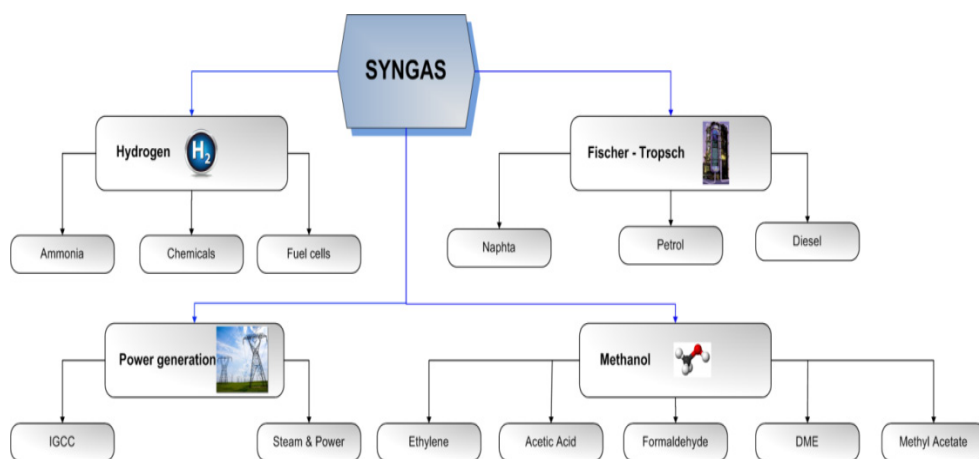 SYNGAS
Hydrogen
H2
Fischer - Tropsch
Ammonia
Chemicals
Fuel cells
Naphta
Petrol
Diesel
Power generation
Methanol
IGCC
Steam & Power
Ethylene
Acetic Acid
Formaldehyde
DME
Methyl Acetate